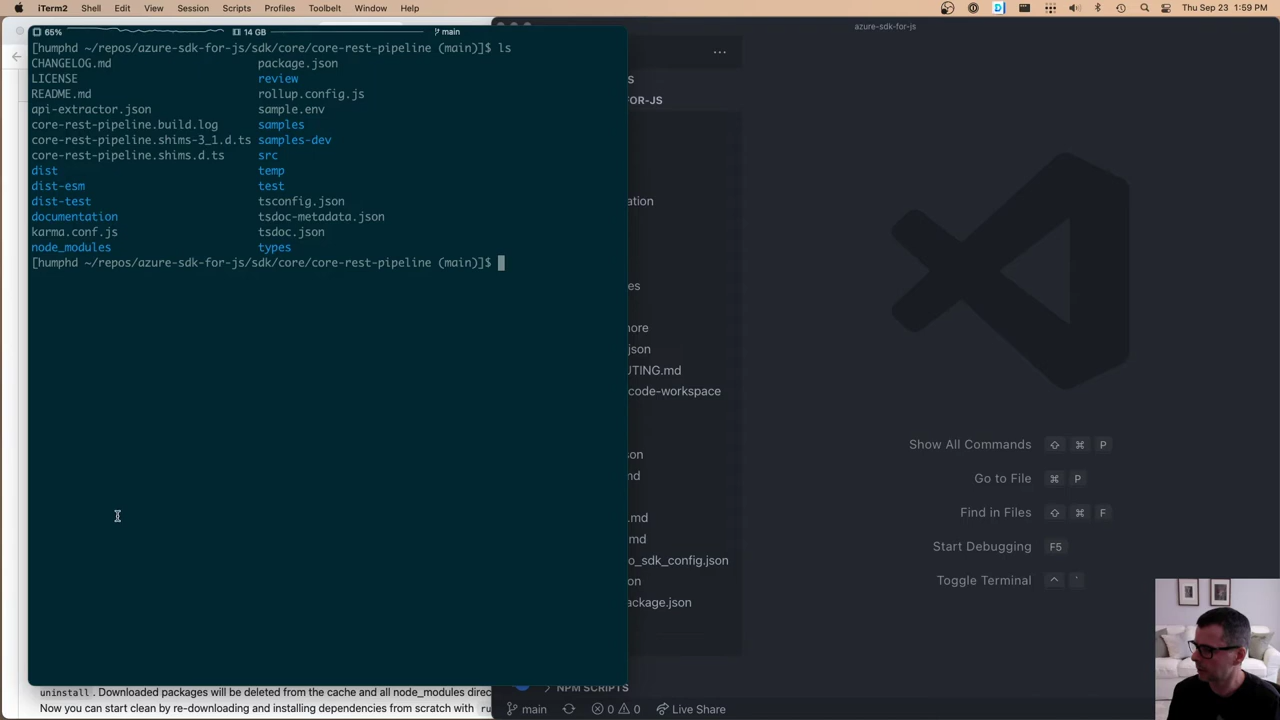 iTerm2 Shell Edit View Session Scripts Profiles Toolbelt Window Help Thu Sep 23 1:59 PM
azure-sdk-for-js
65% 14 GB main
[humphd ~/repos/azure-sdk-for-js/sdk/core/core-rest-pipeline (main)]$ ls
CHANGELOG.md package.json
LICENSE review
README.md rollup.config.js
api-extractor.json sample.env
core-rest-pipeline.build.log samples
core-rest-pipeline.shims-3_1.d.ts samples-dev
core-rest-pipeline.shims.d.ts src
dist temp
dist-esm test
dist-test tsconfig.json
documentation tsdoc-metadata.json
karma.conf.js tsdoc.json
node_modules types
[humphd ~/repos/azure-sdk-for-js/sdk/core/core-rest-pipeline (main)]$
S
FOR-JS
ation
es
ore
json
UTING.md
code-workspace
on
md
.md
md
o_sdk_config.json
on
ackage.json
NPM SCRIPTS
Show All Commands ⇧ ⌘ P
Go to File ⌘ P
Find in Files ⇧ ⌘ F
Start Debugging F5
Toggle Terminal ^ `
uninstall . Downloaded packages will be deleted from the cache and all node_modules direc
Now you can start clean by re-downloading and installing dependencies from scratch with ru
main 0 0 Live Share